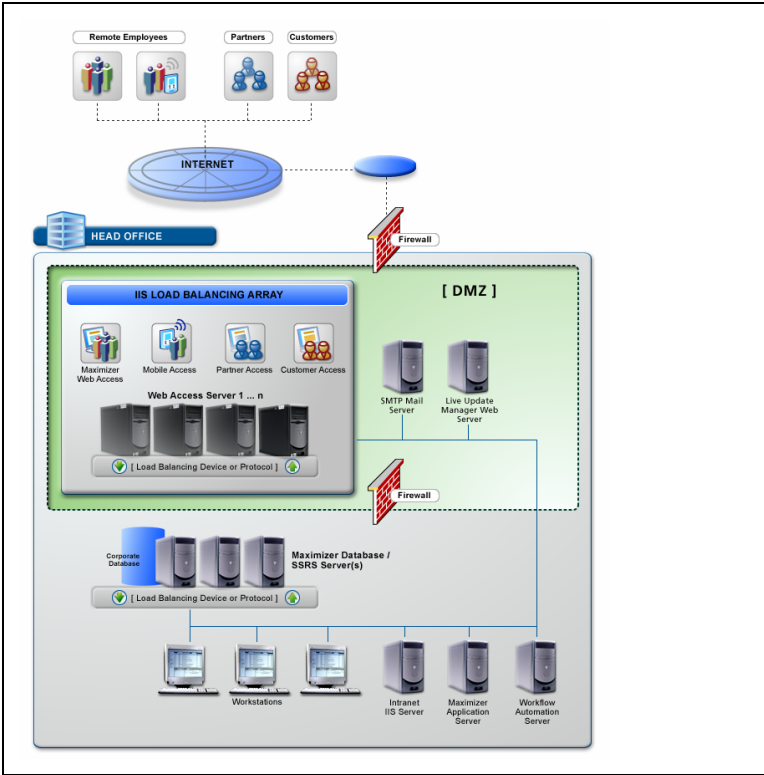 Remote Employees
Partners
Customers
INTERNET
HEAD OFFICE
Firewall
IIS LOAD BALANCING ARRAY
[ DMZ ]
Maximizer
Web Access
Mobile Access
Partner Access
Customer Access
SMTP Mail
Server
Live Update
Manager Web
Server
Web Access Server 1 ... n
[ Load Balancing Device or Protocol ]
Firewall
Corporate
Database
Maximizer Database /
SSRS Server(s)
[ Load Balancing Device or Protocol ]
Workstations
Intranet
IIS Server
Maximizer
Application
Server
Workflow
Automation
Server